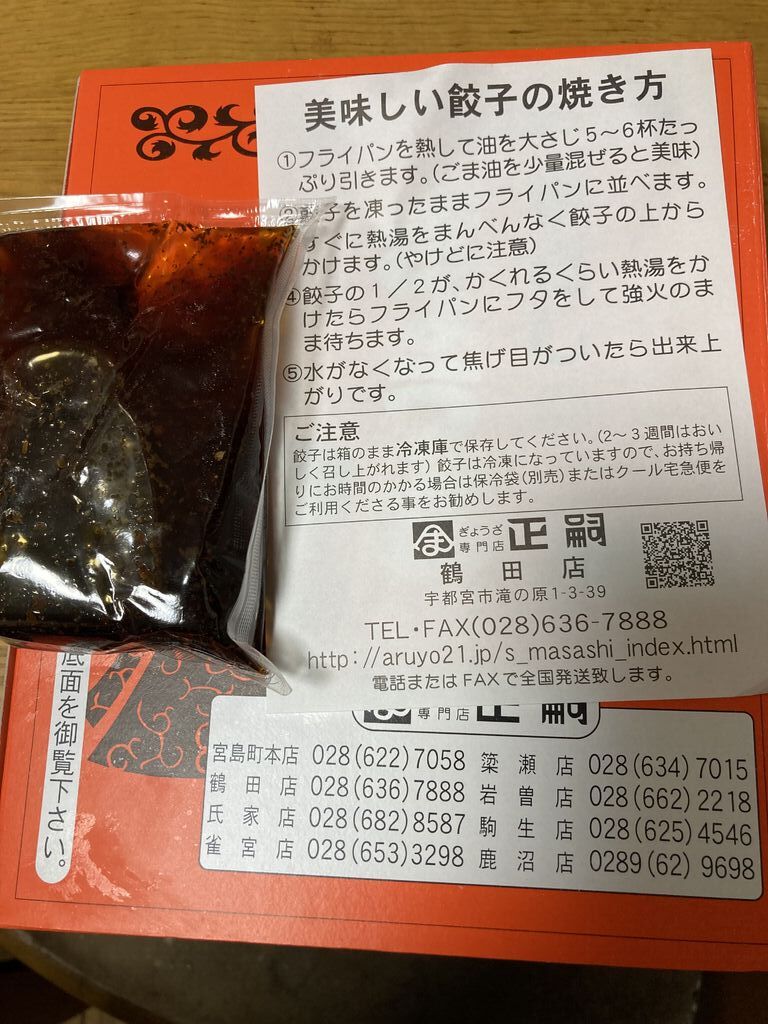 美味しい餃子の焼き方
①フライパンを熱して油を大さじ5〜6杯たっ
ぷり引きます。(ごま油を少量混ぜると美味)
子を凍ったままフライパンに並べます。
すぐに熱湯をまんべんなく餃子の上から
かけます。(やけどに注意)
④餃子の1/2が、かくれるくらい熱湯をか
けたらフライパンにフタをして強火のま
ま待ちます。
⑤水がなくなって焦げ目がついたら出来上
がりです。
ご注意
餃子は箱のまま冷凍庫で保存してください。(2〜3週間はおい
しく召し上がれます)餃子は冷凍になっていますので、お持ち帰
りにお時間のかかる場合は保冷袋(別売)またはクール宅急便を
ご利用くださる事をお勧めします。
ぎょうざ
専門店 正嗣
鶴田店
宇都宮市滝の原1-3-39
TEL・FAX(028)636-7888
http://aruyo21.jp/s_masashi_index.html
電話またはFAXで全国発送致します。
底面を御覧下さい。
専門店 正嗣
宮島町本店 028(622)7058 簗瀬店 028(634)7015
鶴田店 028(636)7888 岩曽店 028(662)2218
氏家店 028(682)8587 駒生店 028(625)4546
雀宮店 028(653)3298 鹿沼店 0289(62)9698